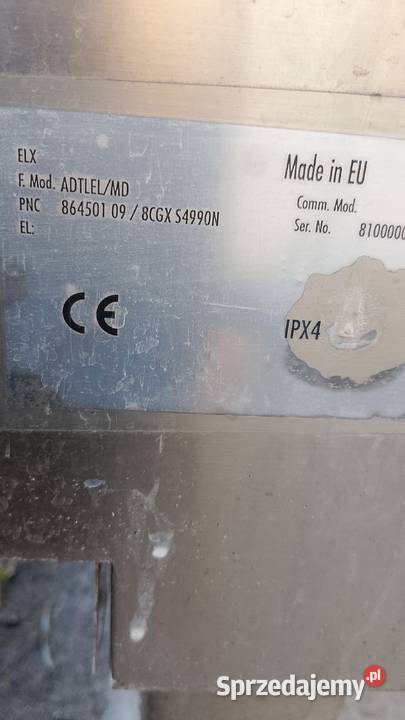 ELX
F. Mod. ADTLEL/MD
PNC 864501 09 / 8CGX S4990N
EL:
Made in EU
Comm. Mod.
Ser. No. 8100000
CE
IPX4
Sprzedajemy.pl